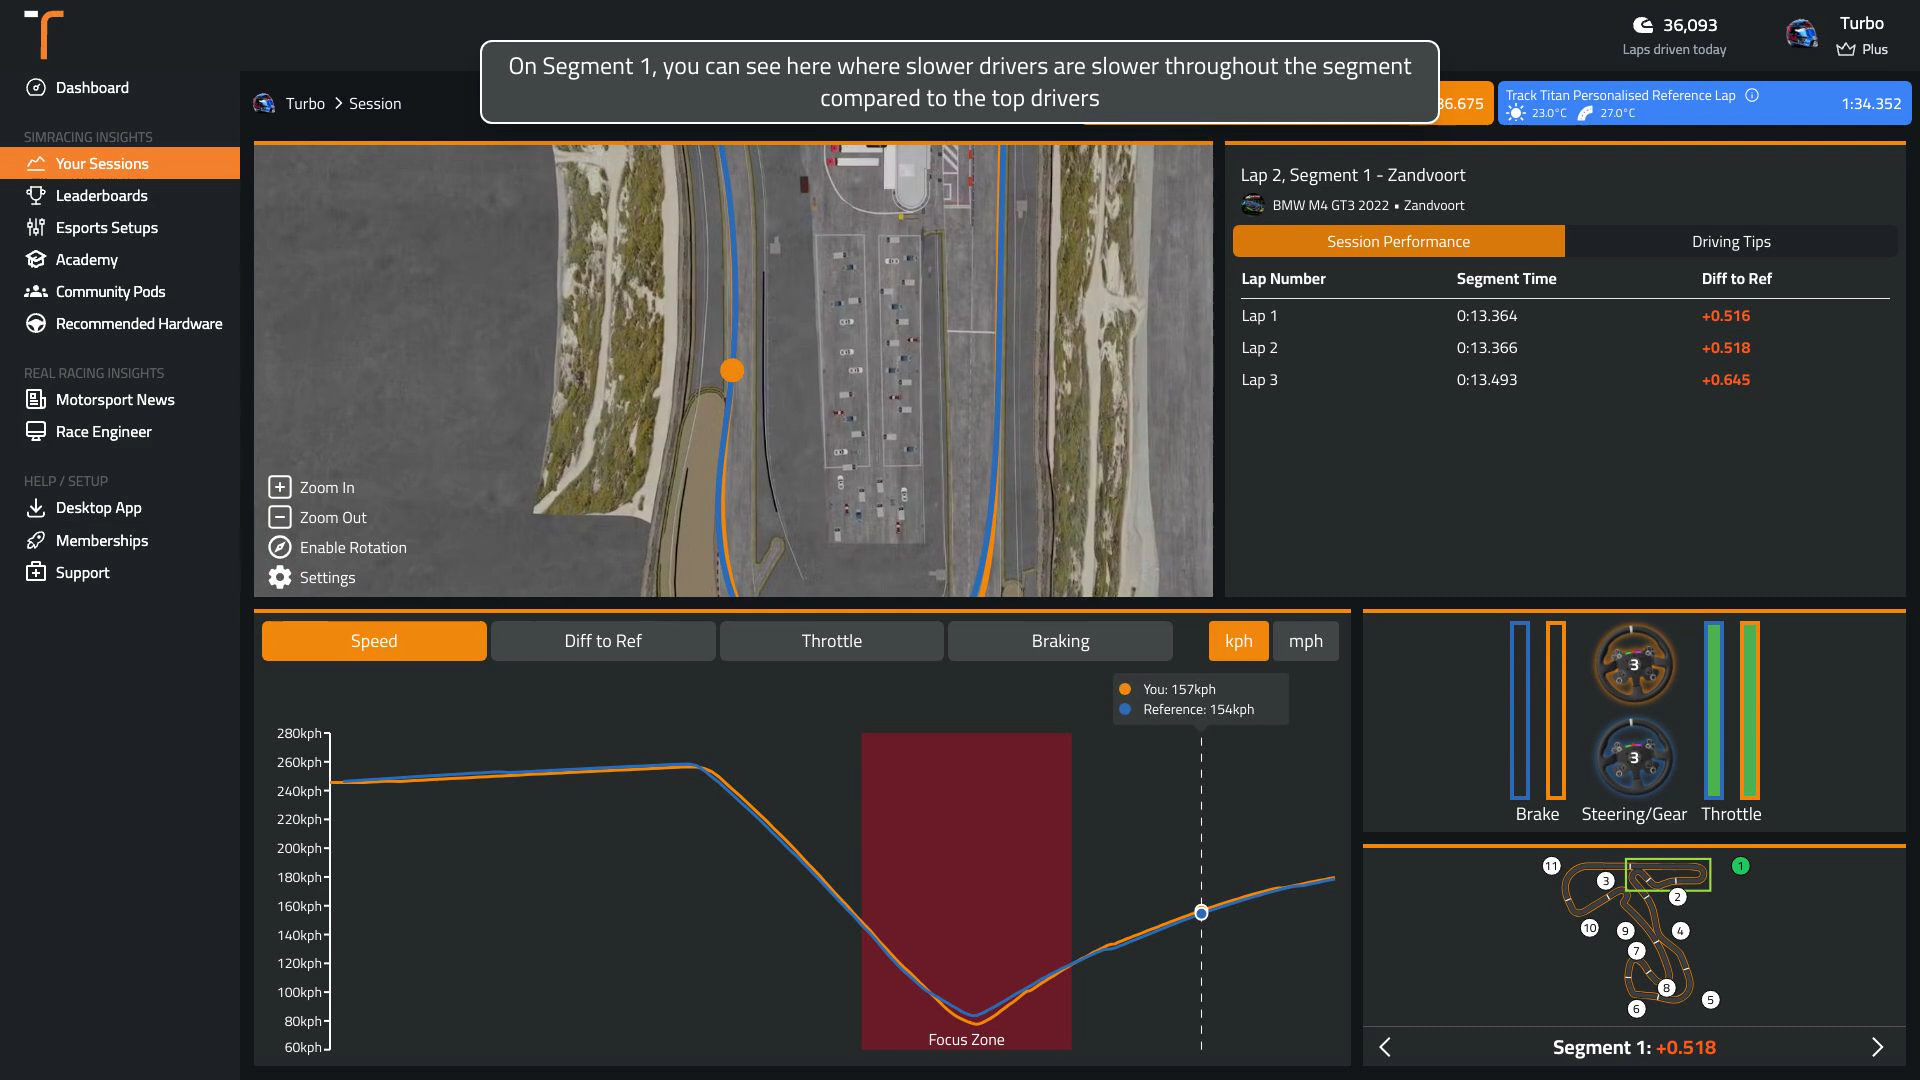 36,093
Laps driven today
Turbo
Plus
On Segment 1, you can see here where slower drivers are slower throughout the segment
compared to the top drivers
Dashboard
SIMRACING INSIGHTS
Your Sessions
Leaderboards
Esports Setups
Academy
Community Pods
Recommended Hardware
REAL RACING INSIGHTS
Motorsport News
Race Engineer
HELP / SETUP
Desktop App
Memberships
Support
Turbo > Session
36.675
Track Titan Personalised Reference Lap
23.0°C 27.0°C
1:34.352
Zoom In
Zoom Out
Enable Rotation
Settings
Lap 2, Segment 1 - Zandvoort
BMW M4 GT3 2022 • Zandvoort
Session Performance Driving Tips
Lap Number Segment Time Diff to Ref
Lap 1 0:13.364 +0.516
Lap 2 0:13.366 +0.518
Lap 3 0:13.493 +0.645
Speed Diff to Ref Throttle Braking kph mph
You: 157kph
Reference: 154kph
280kph
260kph
240kph
220kph
200kph
180kph
160kph
140kph
120kph
100kph
80kph
60kph
Focus Zone
3
3
Brake Steering/Gear Throttle
11
1
3
2
10
9
4
7
8
5
6
Segment 1: +0.518